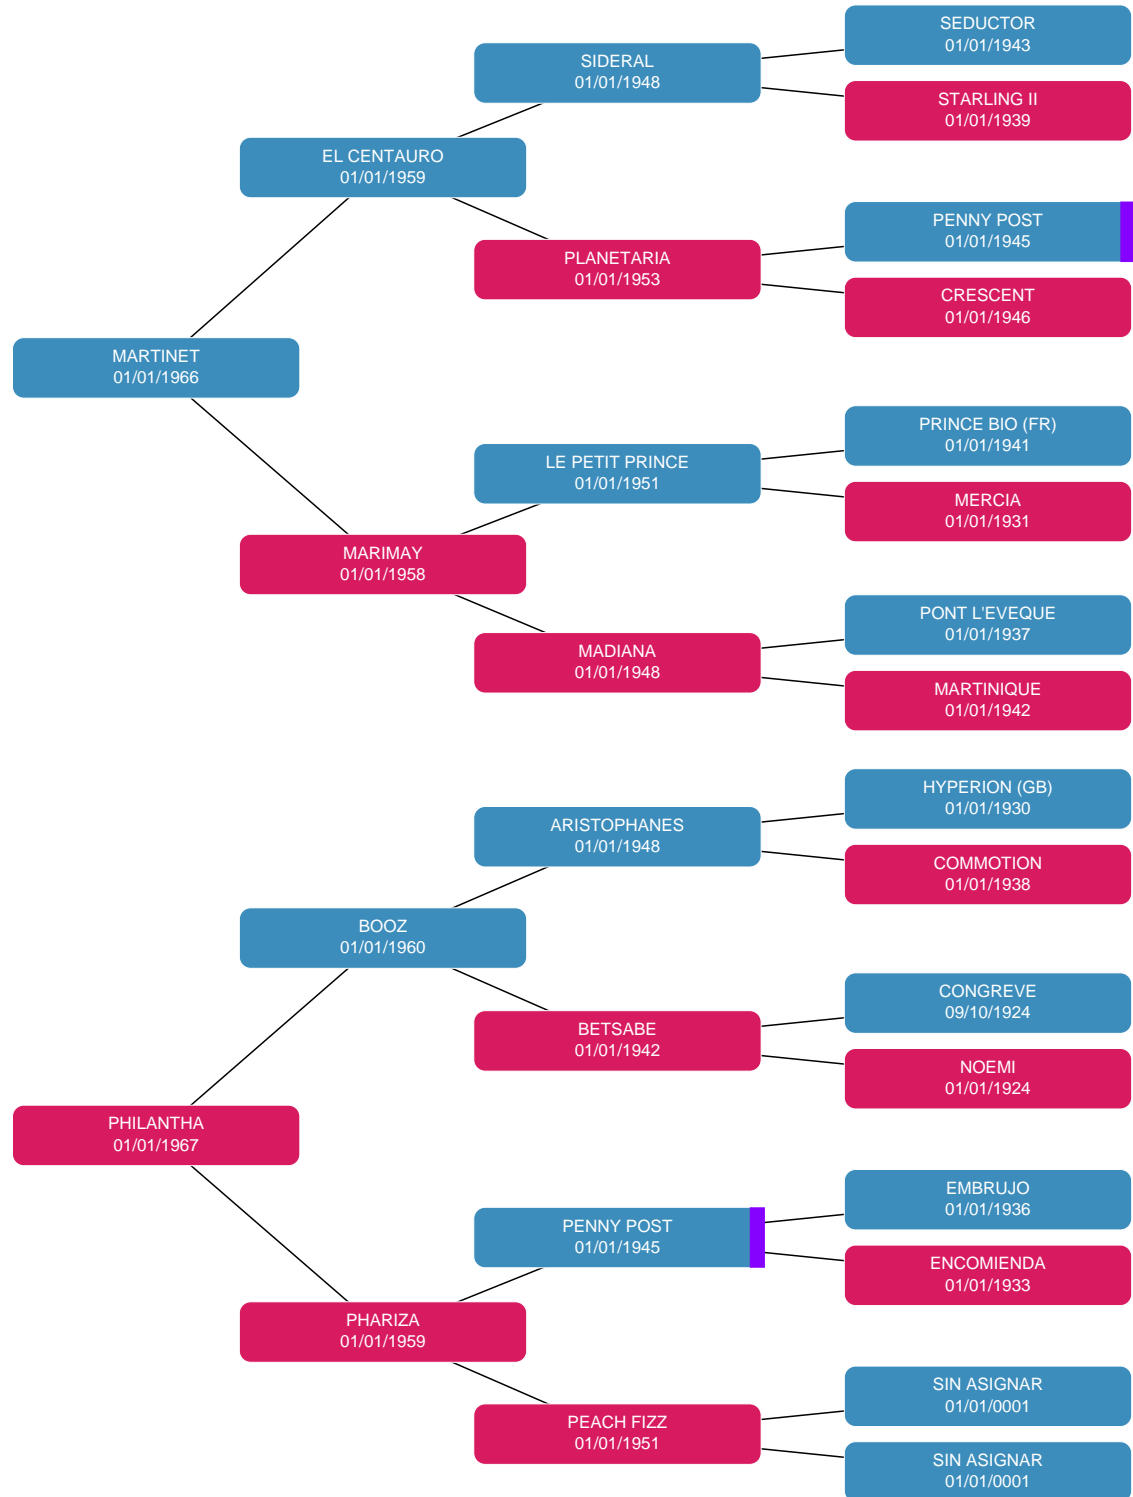 SEDUCTOR
01/01/1943
SIDERAL
01/01/1948
STARLING II
01/01/1939
EL CENTAURO
01/01/1959
PENNY POST
01/01/1945
PLANETARIA
01/01/1953
CRESCENT
01/01/1946
MARTINET
01/01/1966
PRINCE BIO (FR)
01/01/1941
LE PETIT PRINCE
01/01/1951
MERCIA
01/01/1931
MARIMAY
01/01/1958
PONT L'EVEQUE
01/01/1937
MADIANA
01/01/1948
MARTINIQUE
01/01/1942
HYPERION (GB)
01/01/1930
ARISTOPHANES
01/01/1948
COMMOTION
01/01/1938
BOOZ
01/01/1960
CONGREVE
09/10/1924
BETSABE
01/01/1942
NOEMI
01/01/1924
PHILANTHA
01/01/1967
EMBRUJO
01/01/1936
PENNY POST
01/01/1945
ENCOMIENDA
01/01/1933
PHARIZA
01/01/1959
SIN ASIGNAR
01/01/0001
PEACH FIZZ
01/01/1951
SIN ASIGNAR
01/01/0001